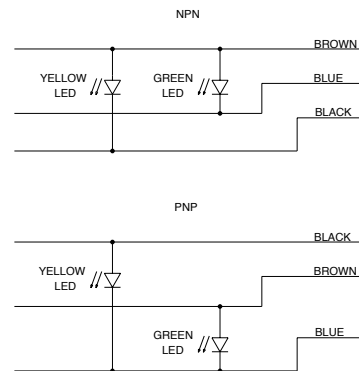 NPN
BROWN
YELLOW
LED
GREEN
LED
BLUE
BLACK
PNP
BLACK
YELLOW
LED
BROWN
GREEN
LED
BLUE